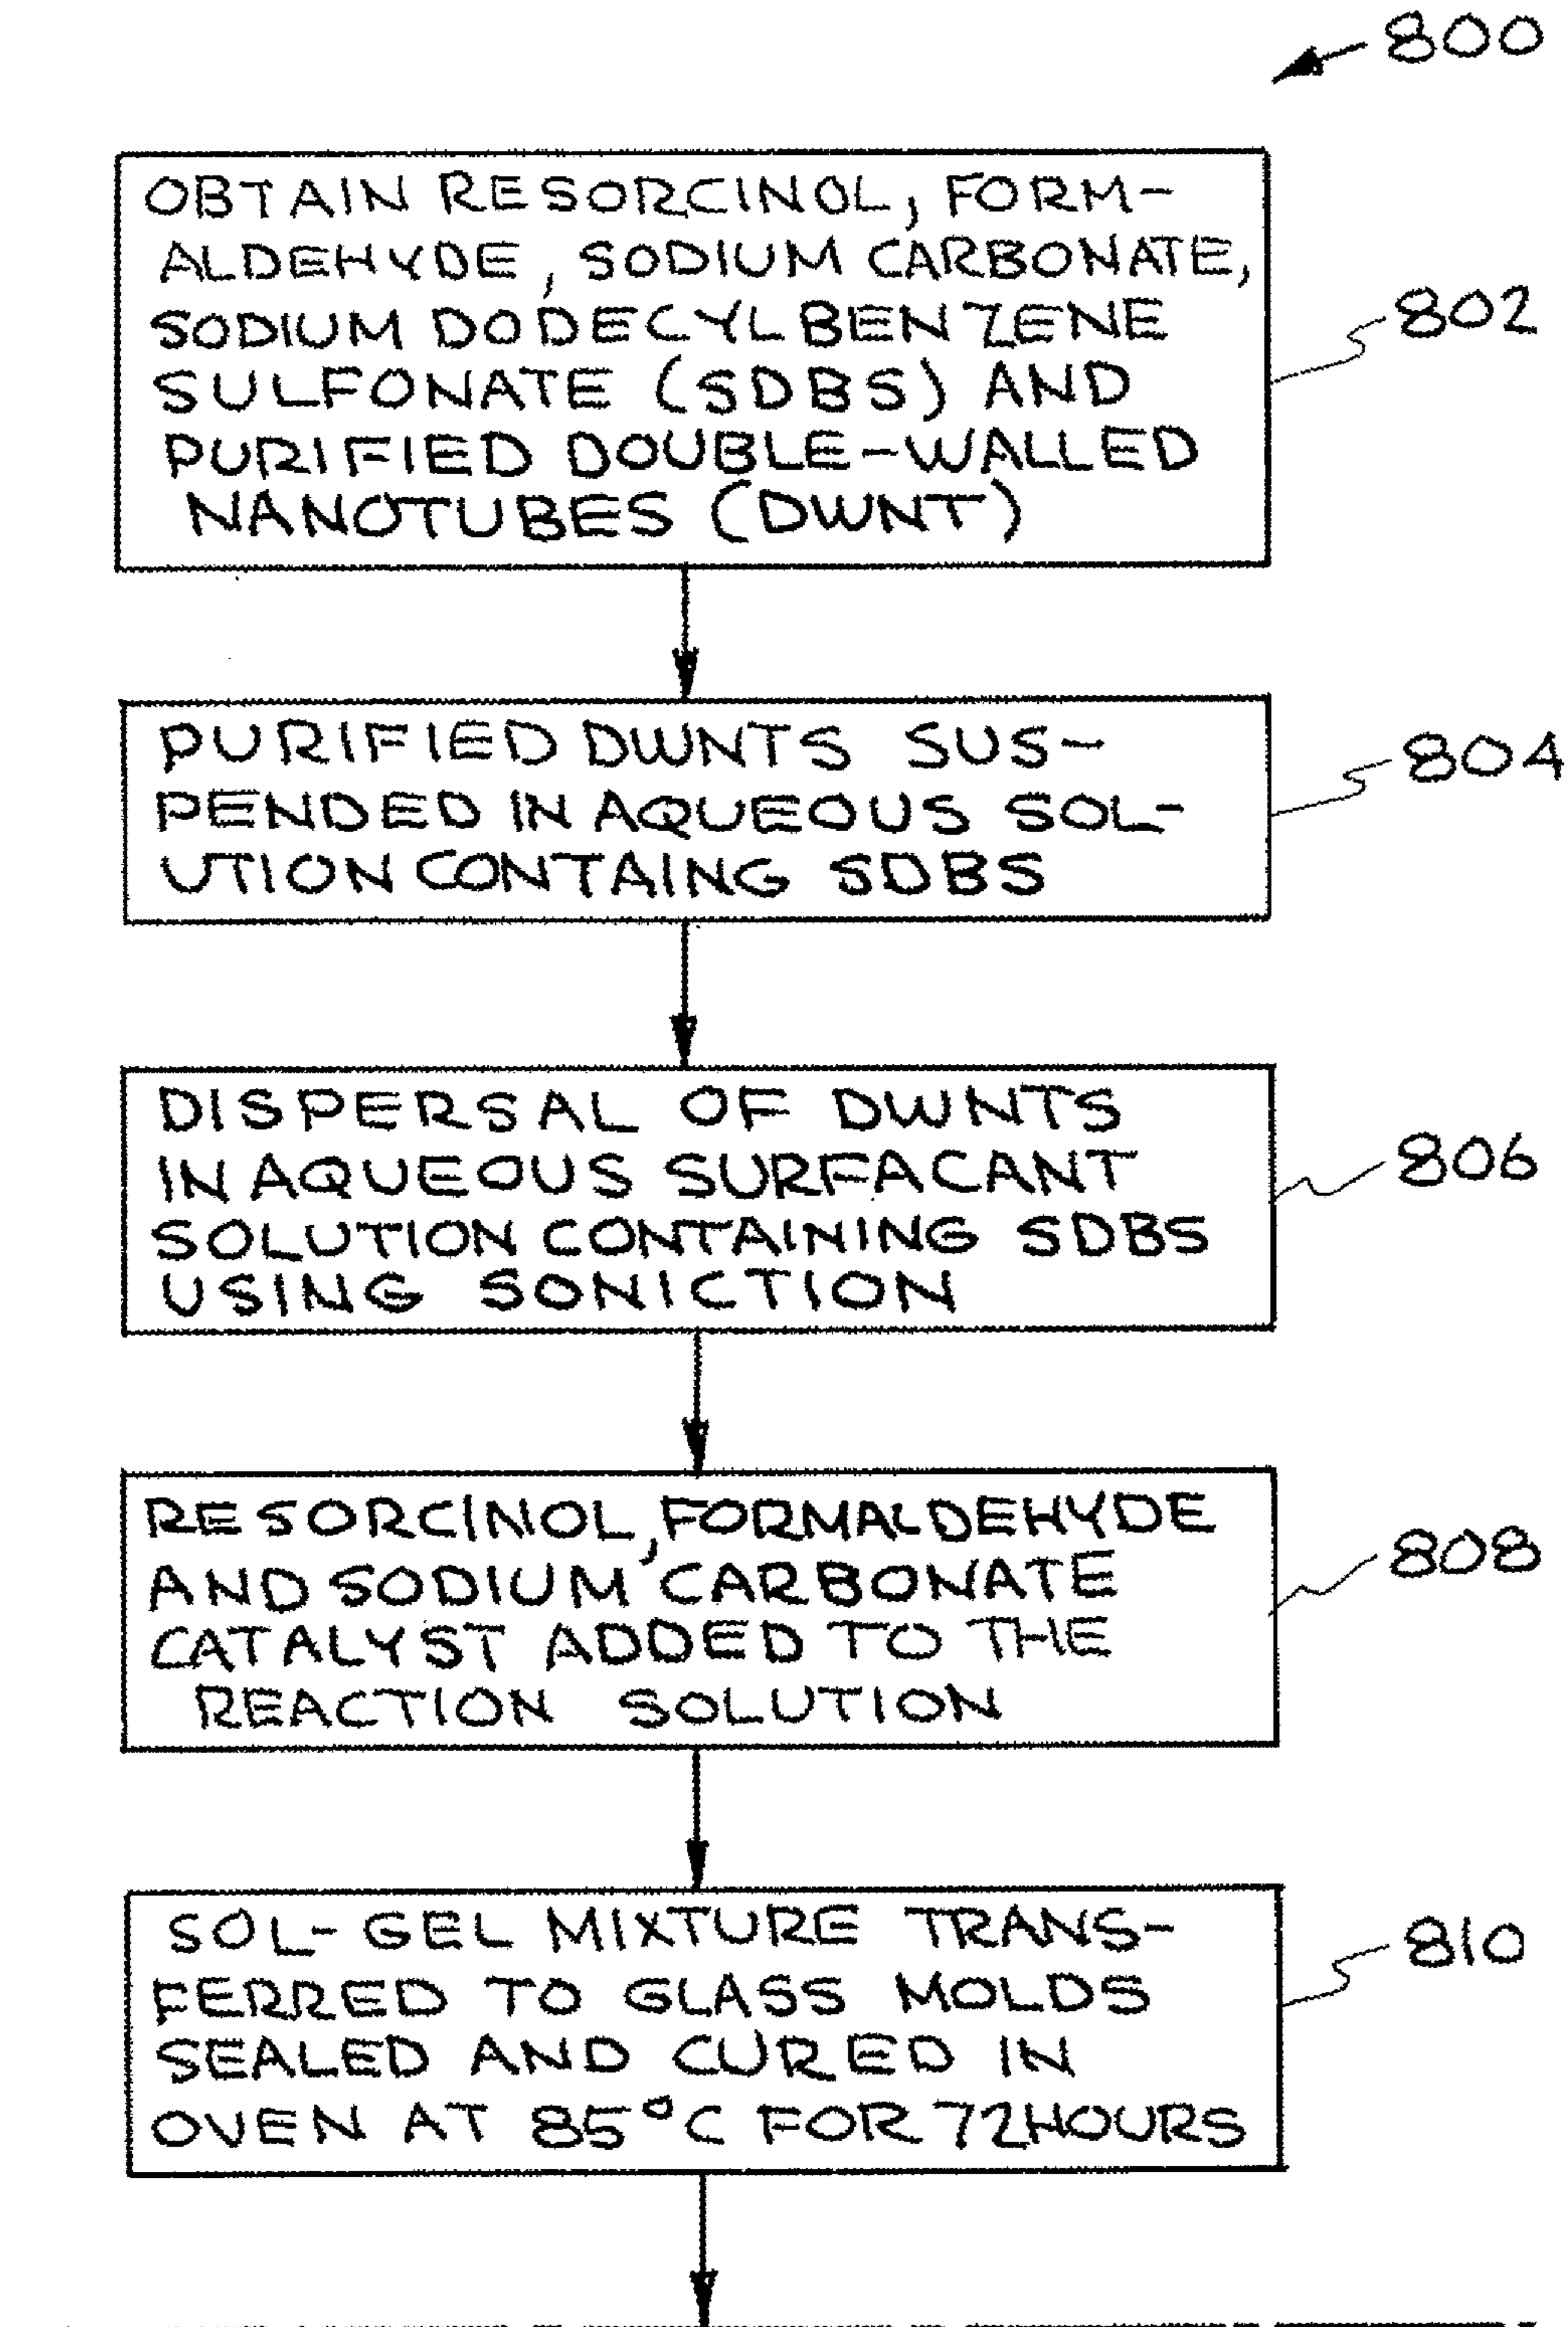 800
OBTAIN RESORCINOL, FORM-
ALDEHYDE, SODIUM CARBONATE,
SODIUM DODECYLBENZENE
SULFONATE (SDBS) AND
PURIFIED DOUBLE-WALLED
NANOTUBES (DWNT)
802
PURIFIED DWNTS SUS-
PENDED IN AQUEOUS SOL-
UTION CONTAING SDBS
804
DISPERSAL OF DWNTS
IN AQUEOUS SURFACANT
SOLUTION CONTAINING SDBS
USING SONICTION
806
RESORCINOL, FORMALDEHYDE
AND SODIUM CARBONATE
CATALYST ADDED TO THE
REACTION SOLUTION
808
SOL-GEL MIXTURE TRANS-
FERRED TO GLASS MOLDS
SEALED AND CURED IN
OVEN AT 85°C FOR 72HOURS
810